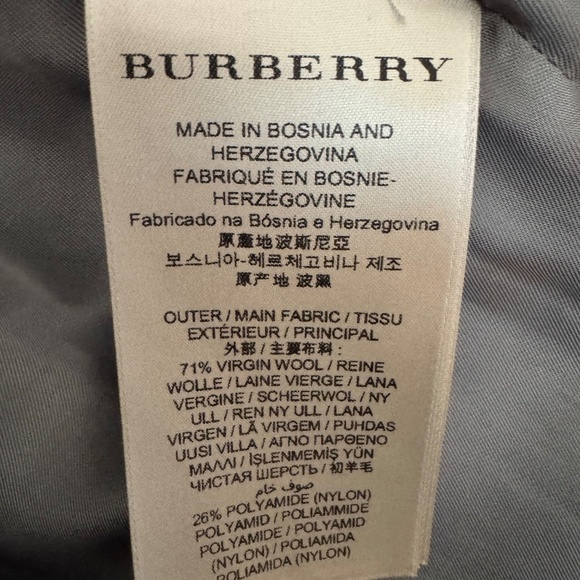 BURBERRY
MADE IN BOSNIA AND
HERZEGOVINA
FABRIQUÉ EN BOSNIE-
HERZÉGOVINE
Fabricado na Bósnia e Herzegovina
原產地波斯尼亞
보스니아-헤르체고비나 제조
原产地 波黑
OUTER / MAIN FABRIC / TISSU
EXTÉRIEUR / PRINCIPAL
外部 / 主要布料 :
71% VIRGIN WOOL / REINE
WOLLE / LAINE VIERGE / LANA
VERGINE / SCHEERWOL / NY
ULL / REN NY ULL / LANA
VIRGEN / LÃ VIRGEM / PUHDAS
UUSI VILLA / ΑΓΝΟ ΠΑΡΘΕΝΟ
ΜΑΛΛΙ / İŞLENMEMİŞ YÜN
ЧИСТАЯ ШЕРСТЬ / 初羊毛
صوف خام
26% POLYAMIDE (NYLON)
POLYAMID / POLIAMMIDE
POLYAMIDE / POLYAMID
(NYLON) / POLIAMIDA
POLIAMIDA (NYLON)